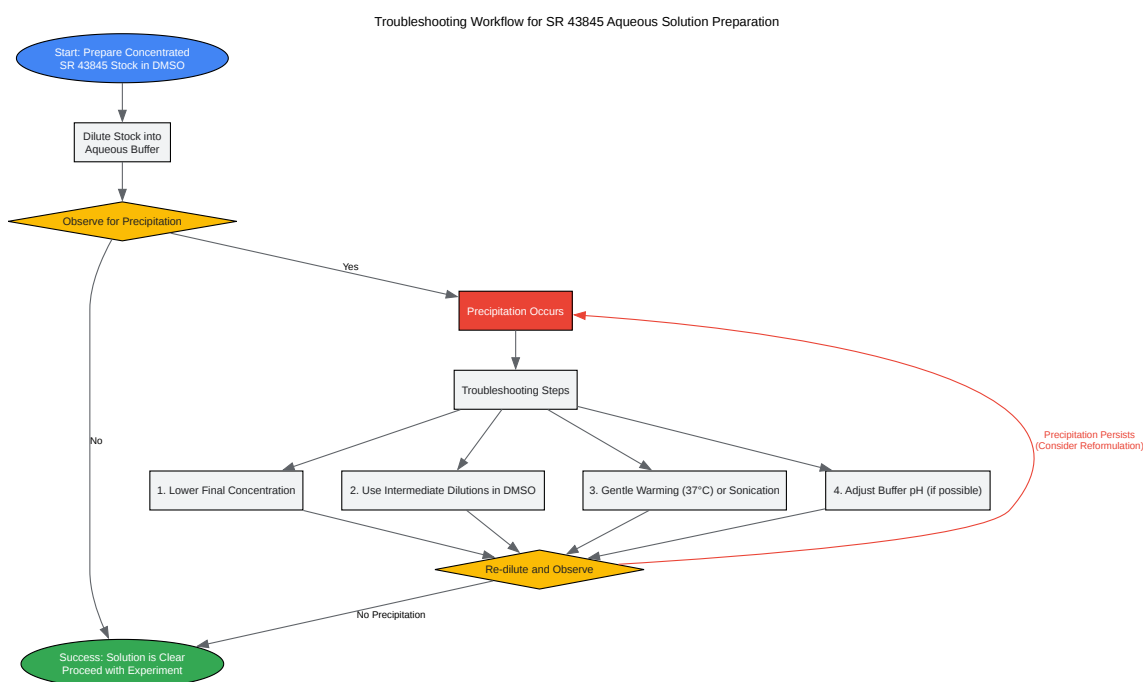 Troubleshooting Workflow for SR 43845 Aqueous Solution Preparation
Start: Prepare Concentrated
SR 43845 Stock in DMSO
Dilute Stock into
Aqueous Buffer
Observe for Precipitation
Yes
Precipitation Occurs
Troubleshooting Steps
No
Precipitation Persists
(Consider Reformulation)
1. Lower Final Concentration
2. Use Intermediate Dilutions in DMSO
3. Gentle Warming (37°C) or Sonication
4. Adjust Buffer pH (if possible)
Re-dilute and Observe
No Precipitation
Success: Solution is Clear
Proceed with Experiment